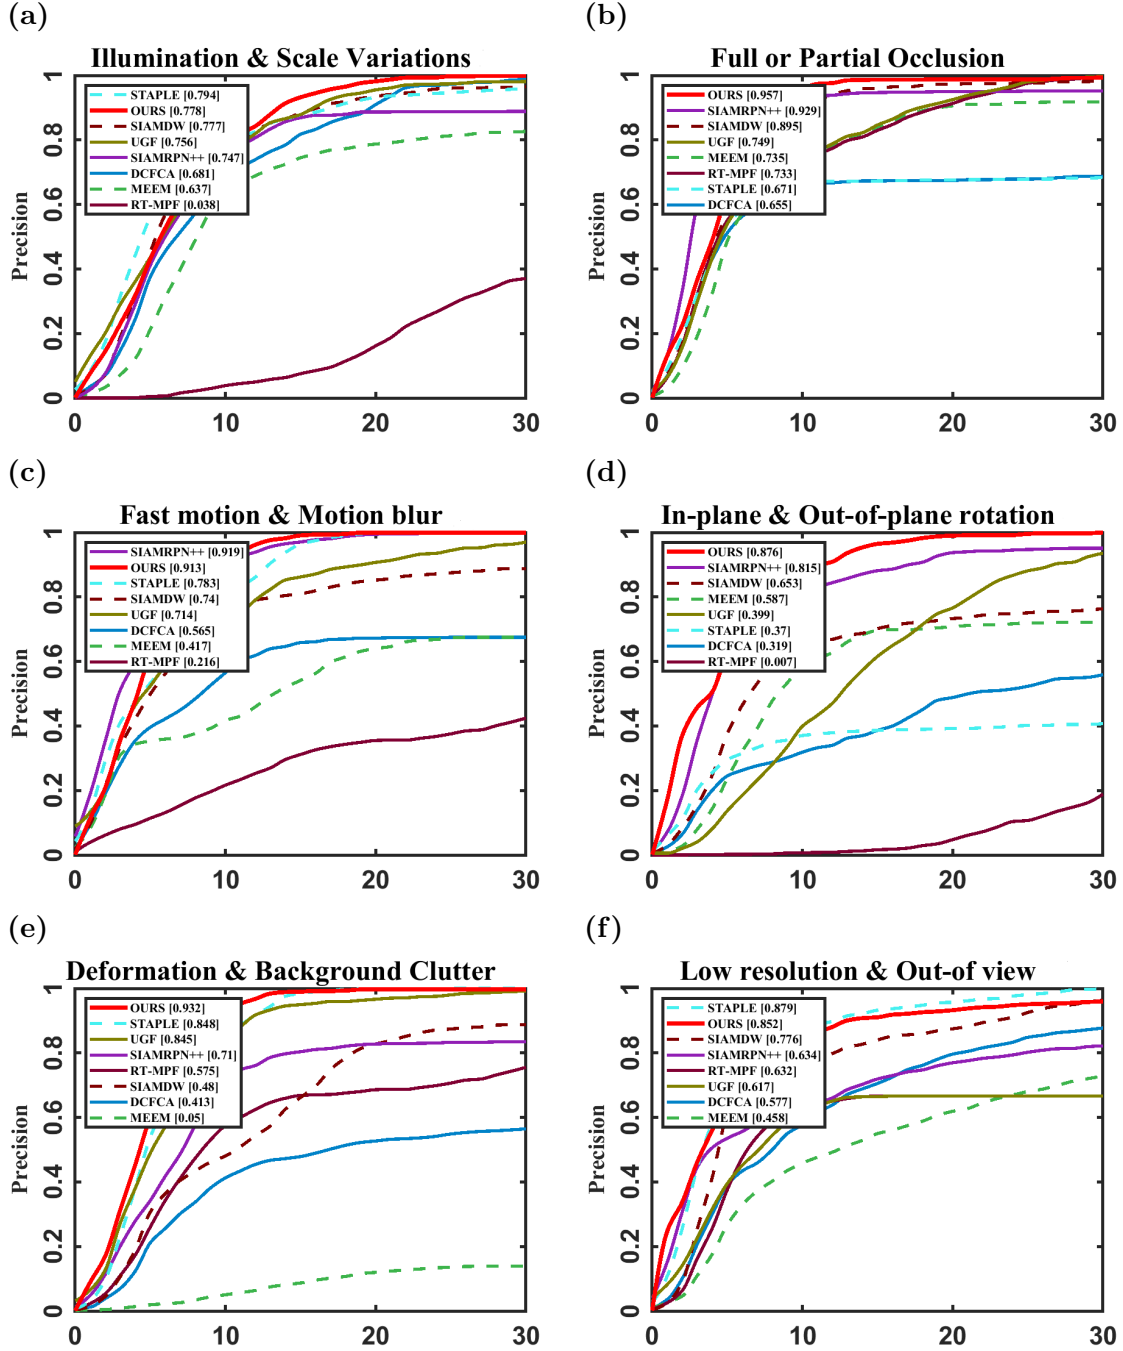 (a)
Illumination & Scale Variations
STAPLE [0.794]
OURS [0.778]
SIAMDW [0.777]
UGF [0.756]
SIAMRPN++ [0.747]
DCFCA [0.681]
MEEM [0.637]
RT-MPF [0.038]
Precision
0 0.2 0.4 0.6 0.8 1
0 10 20 30
(b)
Full or Partial Occlusion
OURS [0.957]
SIAMRPN++ [0.929]
SIAMDW [0.895]
UGF [0.749]
MEEM [0.735]
RT-MPF [0.733]
STAPLE [0.671]
DCFCA [0.655]
Precision
0 0.2 0.4 0.6 0.8 1
0 10 20 30
(c)
Fast motion & Motion blur
SIAMRPN++ [0.919]
OURS [0.913]
STAPLE [0.783]
SIAMDW [0.74]
UGF [0.714]
DCFCA [0.565]
MEEM [0.417]
RT-MPF [0.216]
Precision
0 0.2 0.4 0.6 0.8 1
0 10 20 30
(d)
In-plane & Out-of-plane rotation
OURS [0.876]
SIAMRPN++ [0.815]
SIAMDW [0.653]
MEEM [0.587]
UGF [0.399]
STAPLE [0.37]
DCFCA [0.319]
RT-MPF [0.007]
Precision
0 0.2 0.4 0.6 0.8 1
0 10 20 30
(e)
Deformation & Background Clutter
OURS [0.932]
STAPLE [0.848]
UGF [0.845]
SIAMRPN++ [0.71]
RT-MPF [0.575]
SIAMDW [0.48]
DCFCA [0.413]
MEEM [0.05]
Precision
0 0.2 0.4 0.6 0.8 1
0 10 20 30
(f)
Low resolution & Out-of view
STAPLE [0.879]
OURS [0.852]
SIAMDW [0.776]
SIAMRPN++ [0.634]
RT-MPF [0.632]
UGF [0.617]
DCFCA [0.577]
MEEM [0.458]
Precision
0 0.2 0.4 0.6 0.8 1
0 10 20 30